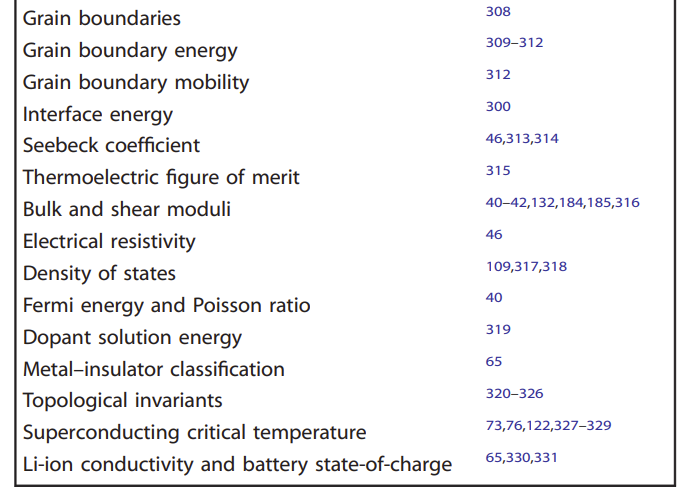 Grain boundaries 308
Grain boundary energy 309–312
Grain boundary mobility 312
Interface energy 300
Seebeck coefficient 46,313,314
Thermoelectric figure of merit 315
Bulk and shear moduli 40–42,132,184,185,316
Electrical resistivity 46
Density of states 109,317,318
Fermi energy and Poisson ratio 40
Dopant solution energy 319
Metal–insulator classification 65
Topological invariants 320–326
Superconducting critical temperature 73,76,122,327–329
Li-ion conductivity and battery state-of-charge 65,330,331